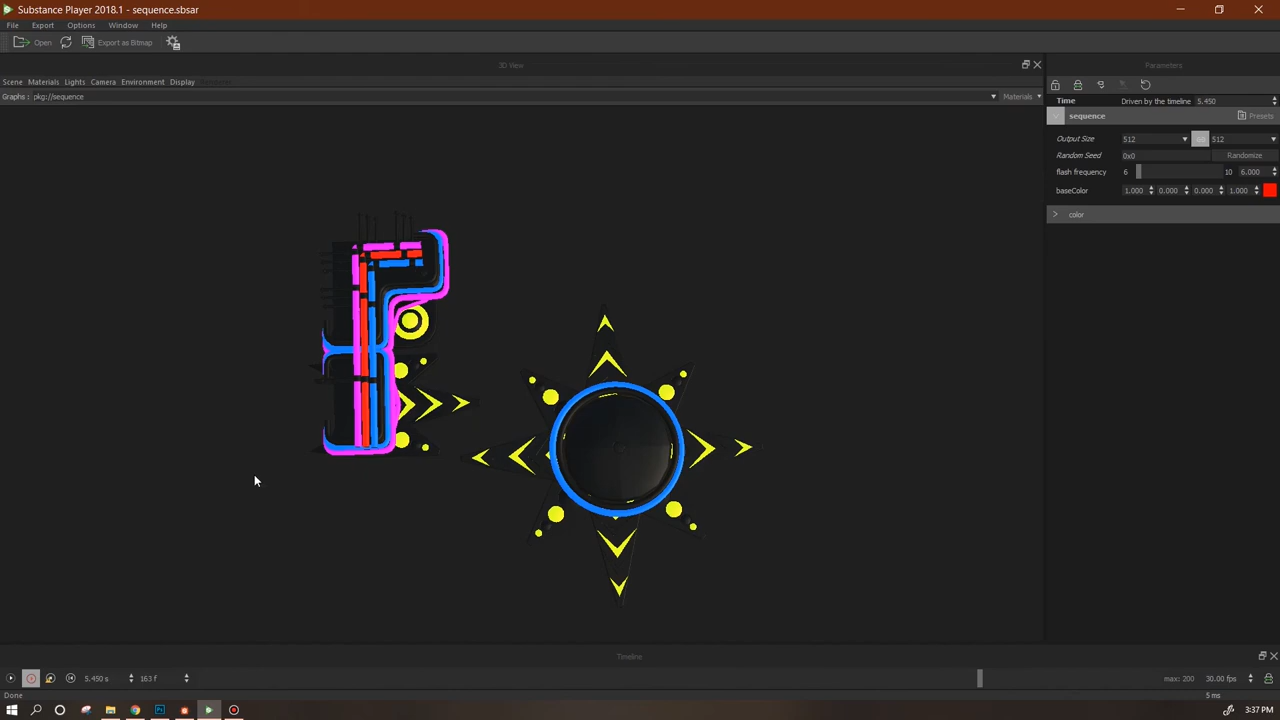 Substance Player 2018.1 - sequence.sbsar
File Export Options Window Help
Open Export as Bitmap
3D View
Parameters
Scene Materials Lights Camera Environment Display
Graphs : pkg://sequence Materials
Time Driven by the timeline 5.450
sequence Presets
Output Size 512 512
Random Seed 0x0 Randomize
flash frequency 6 10 6.000
baseColor 1.000 0.000 0.000 1.000
color
Timeline
5.450 s 163 f max: 200 30.00 fps
Done 5 ms
3:37 PM